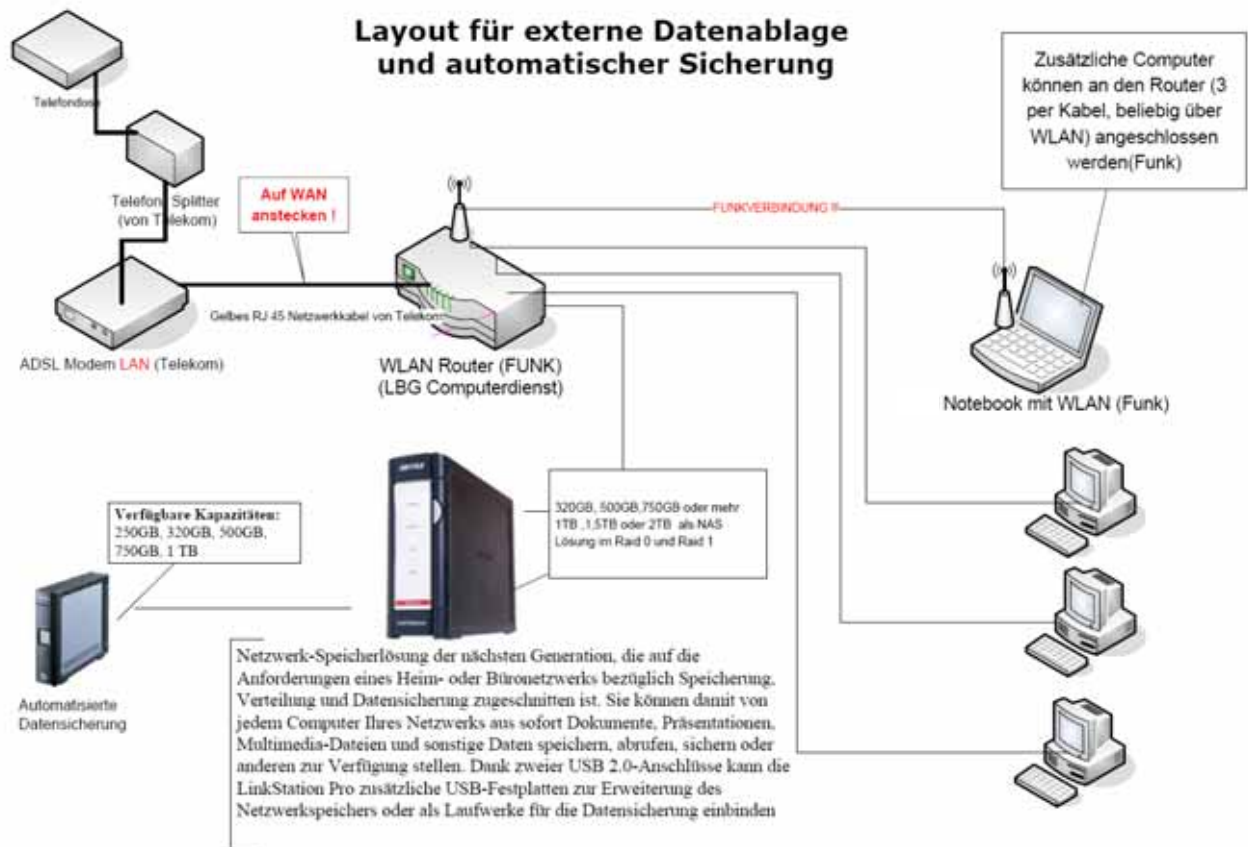 Layout für externe Datenablage
und automatischer Sicherung
Telefondose
Telefon Splitter
(von Telekom)
Auf WAN
anstecken !
FUNKVERBINDUNG !!!
Zusätzliche Computer
können an den Router (3
per Kabel, beliebig über
WLAN) angeschlossen
werden(Funk)
Gelbes RJ 45 Netzwerkkabel von Telekom
ADSL Modem LAN (Telekom)
WLAN Router (FUNK)
(LBG Computerdienst)
Notebook mit WLAN (Funk)
Verfügbare Kapazitäten:
250GB, 320GB, 500GB,
750GB, 1 TB
320GB, 500GB,750GB oder mehr
1TB ,1,5TB oder 2TB als NAS
Lösung im Raid 0 und Raid 1
Automatisierte
Datensicherung
Netzwerk-Speicherlösung der nächsten Generation, die auf die
Anforderungen eines Heim- oder Büronetzwerks bezüglich Speicherung,
Verteilung und Datensicherung zugeschnitten ist. Sie können damit von
jedem Computer Ihres Netzwerks aus sofort Dokumente, Präsentationen,
Multimedia-Dateien und sonstige Daten speichern, abrufen, sichern oder
anderen zur Verfügung stellen. Dank zweier USB 2.0-Anschlüsse kann die
LinkStation Pro zusätzliche USB-Festplatten zur Erweiterung des
Netzwerkspeichers oder als Laufwerke für die Datensicherung einbinden